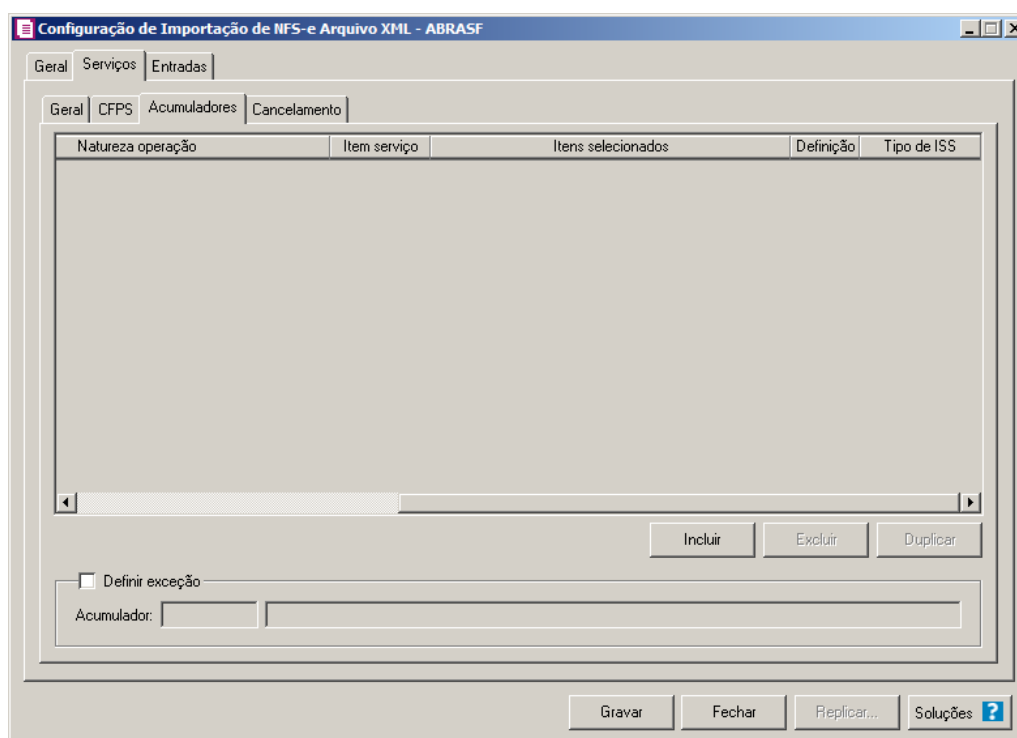 Configuração de Importação de NFS-e Arquivo XML - ABRASF
Geral Serviços Entradas
Geral CFPS Acumuladores Cancelamento
Natureza operação Item serviço Itens selecionados Definição Tipo de ISS
Incluir Excluir Duplicar
Definir exceção
Acumulador:
Gravar Fechar Replicar... Soluções ?